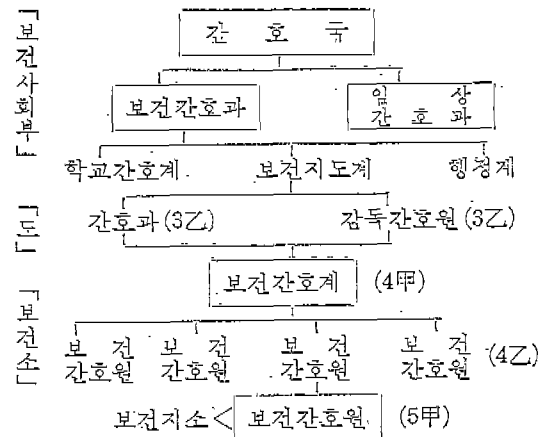 「보건사회부」
간호국
보건간호과
임상
간호과
학교간호계 보건지도계 행정계
「도」
간호과(3乙) 감독간호원(3乙)
보건간호계 (4甲)
「보건소」
보건 보건 보건 보건
간호원 간호원 간호원 간호원 (4乙)
보건지소< 보건간호원 (5甲)